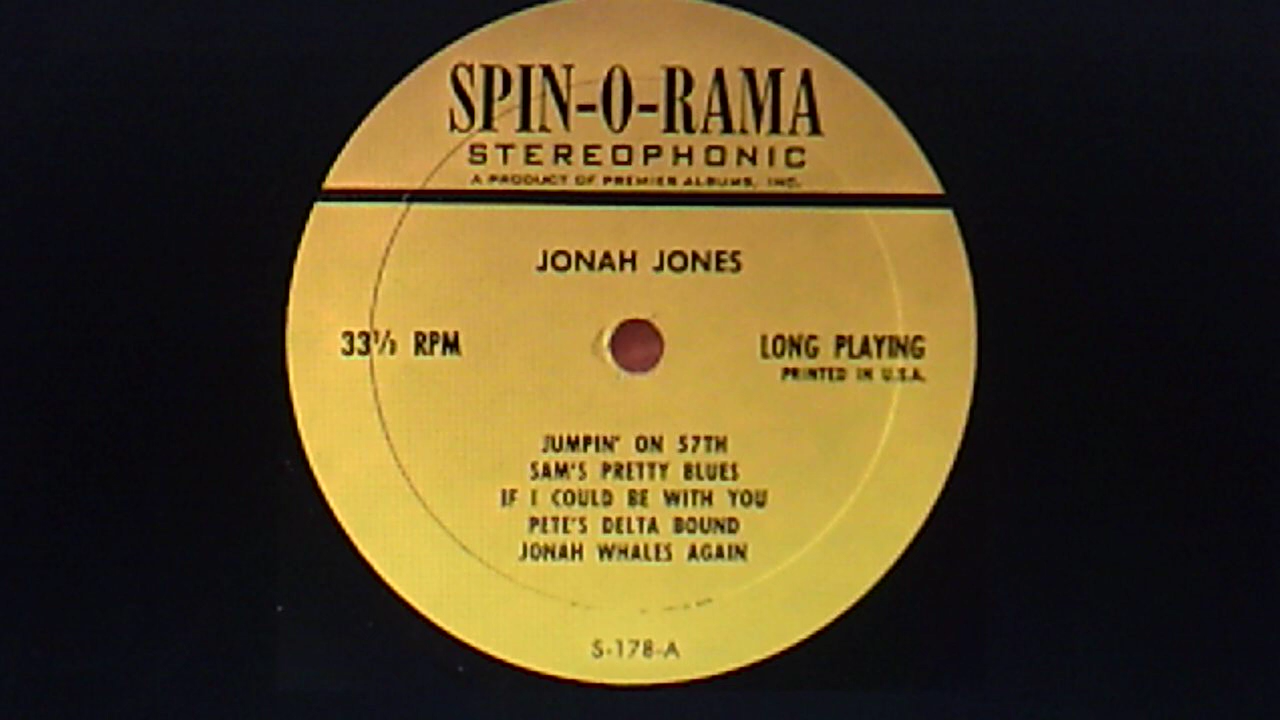 SPIN-O-RAMA
STEREOPHONIC
A PRODUCT OF PREMIER ALBUMS, INC.
JONAH JONES
33⅓ RPM
LONG PLAYING
PRINTED IN U.S.A.
JUMPIN' ON 57TH
SAM'S PRETTY BLUES
IF I COULD BE WITH YOU
PETE'S DELTA BOUND
JONAH WHALES AGAIN
S-178-A